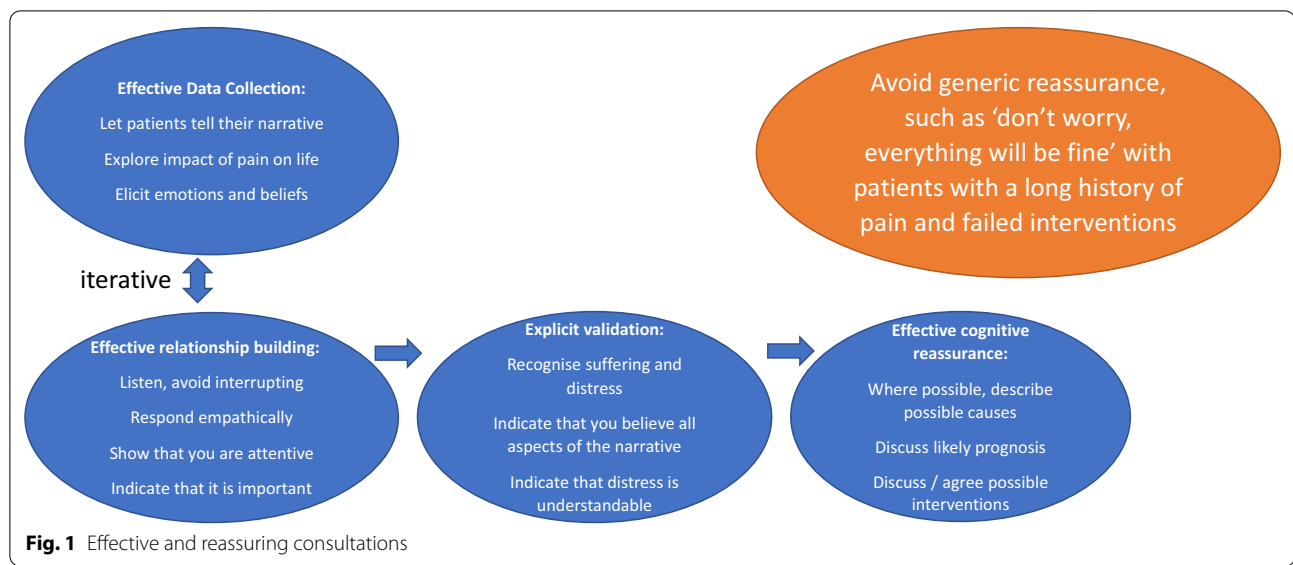 Effective Data Collection:
Let patients tell their narrative
Explore impact of pain on life
Elicit emotions and beliefs
Avoid generic reassurance,
such as ‘don’t worry,
everything will be fine’ with
patients with a long history of
pain and failed interventions
iterative
Effective relationship building:
Listen, avoid interrupting
Respond empathically
Show that you are attentive
Indicate that it is important
Explicit validation:
Recognise suffering and
distress
Indicate that you believe all
aspects of the narrative
Indicate that distress is
understandable
Effective cognitive
reassurance:
Where possible, describe
possible causes
Discuss likely prognosis
Discuss / agree possible
interventions
Fig. 1 Effective and reassuring consultations